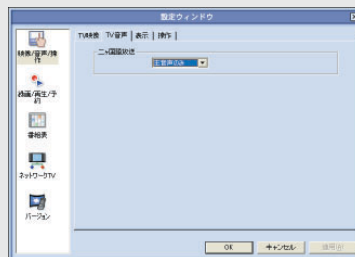 設定ウィンドウ
TV映像 TV音声 表示 操作
映像/音声/操作
二ヶ国語放送
主音声のみ
録画/再生/予約
番組表
ネットワークTV
バージョン
OK キャンセル 適用(A)